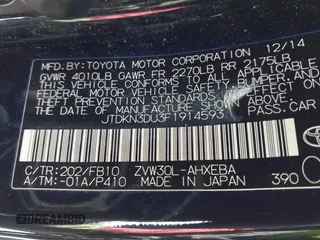 MFD.BY:TOYOTA MOTOR CORPORATION 12/14
GVWR 4010LB GAWR FR 2270LB RR 2175LB
THIS VEHICLE CONFORMS TO ALL APPLICABLE
FEDERAL MOTOR VEHICLE SAFETY, BUMPER
AND THEFT PREVENTION STANDARDS IN EFFECT ON THE
DATE OF MANUFACTURE SHOWN ABOVE.
JTDKN3DU3F1914593 PASS.CAR
C/TR:202/FB10 ZVW30L-AHXEBA
A/TM:-01A/P410 MADE IN JAPAN 390
DREAMBID